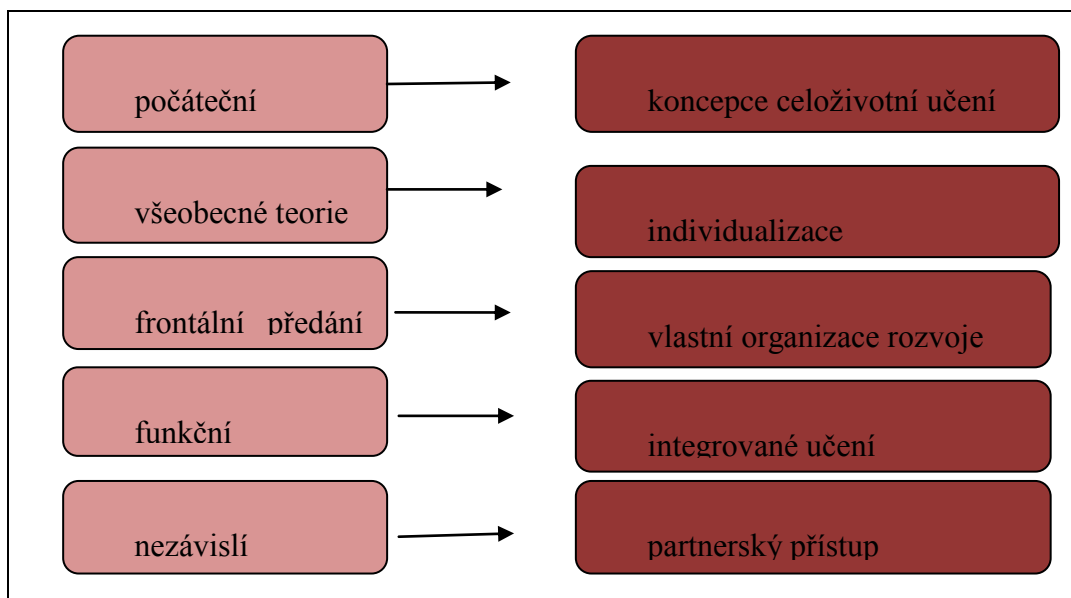 počáteční
koncepce celoživotní učení
všeobecné teorie
individualizace
frontální předání
vlastní organizace rozvoje
funkční
integrované učení
nezávislí
partnerský přístup